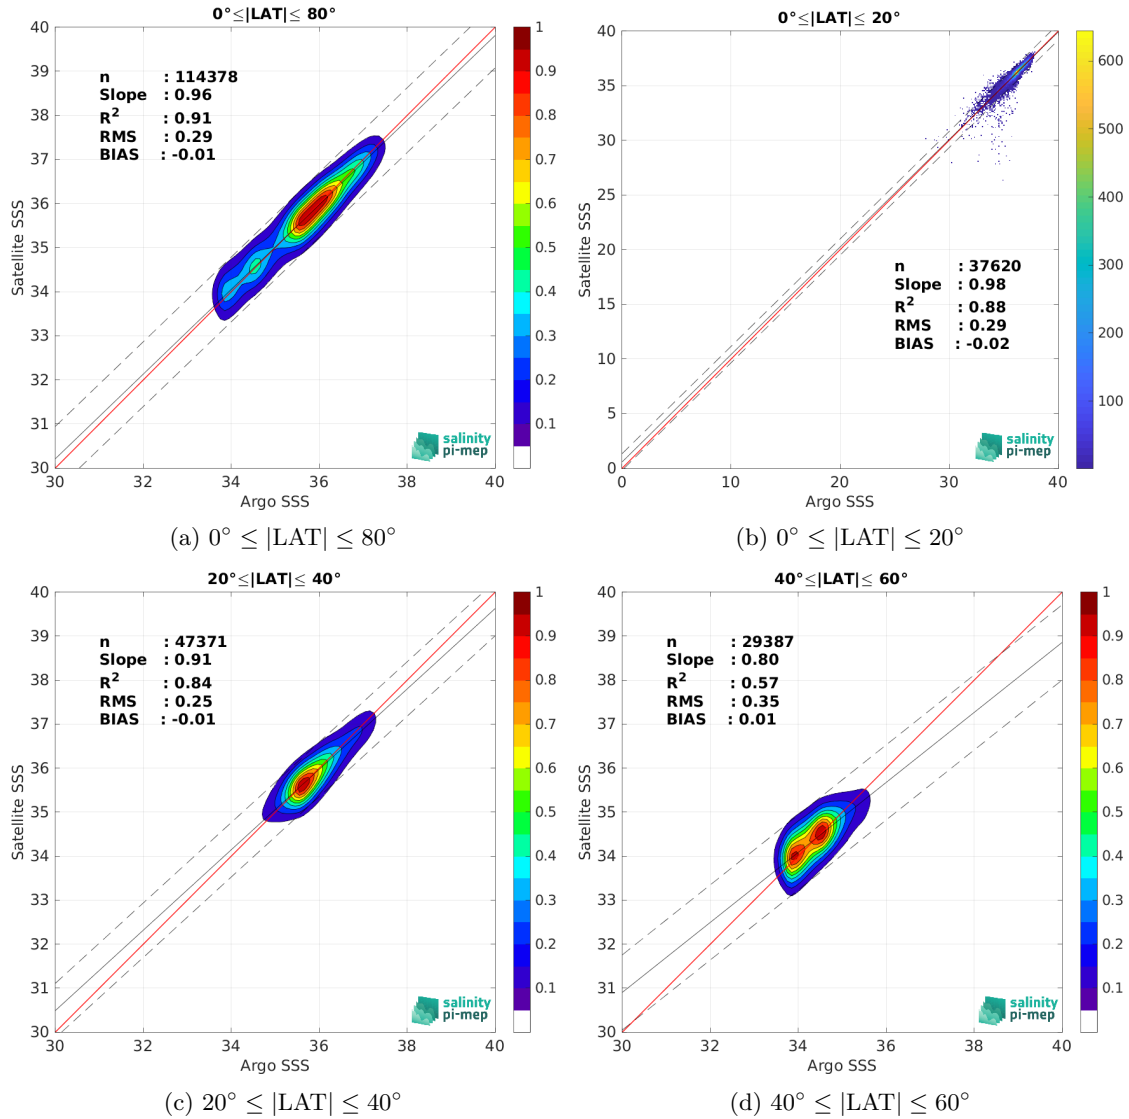 0°≤|LAT|≤ 80°
40
39
38
37
36
35
34
33
32
31
30
30 32 34 36 38 40
Satellite SSS
Argo SSS
n : 114378
Slope : 0.96
R² : 0.91
RMS : 0.29
BIAS : -0.01
salinity
pi-mep
1
0.9
0.8
0.7
0.6
0.5
0.4
0.3
0.2
0.1
(a) 0° ≤ |LAT| ≤ 80°
0°≤|LAT|≤ 20°
40
35
30
25
20
15
10
5
0
0 10 20 30 40
Satellite SSS
Argo SSS
n : 37620
Slope : 0.98
R² : 0.88
RMS : 0.29
BIAS : -0.02
salinity
pi-mep
600
500
400
300
200
100
(b) 0° ≤ |LAT| ≤ 20°
20°≤|LAT|≤ 40°
40
39
38
37
36
35
34
33
32
31
30
30 32 34 36 38 40
Satellite SSS
Argo SSS
n : 47371
Slope : 0.91
R² : 0.84
RMS : 0.25
BIAS : -0.01
salinity
pi-mep
1
0.9
0.8
0.7
0.6
0.5
0.4
0.3
0.2
0.1
(c) 20° ≤ |LAT| ≤ 40°
40°≤|LAT|≤ 60°
40
39
38
37
36
35
34
33
32
31
30
30 32 34 36 38 40
Satellite SSS
Argo SSS
n : 29387
Slope : 0.80
R² : 0.57
RMS : 0.35
BIAS : 0.01
salinity
pi-mep
1
0.9
0.8
0.7
0.6
0.5
0.4
0.3
0.2
0.1
(d) 40° ≤ |LAT| ≤ 60°